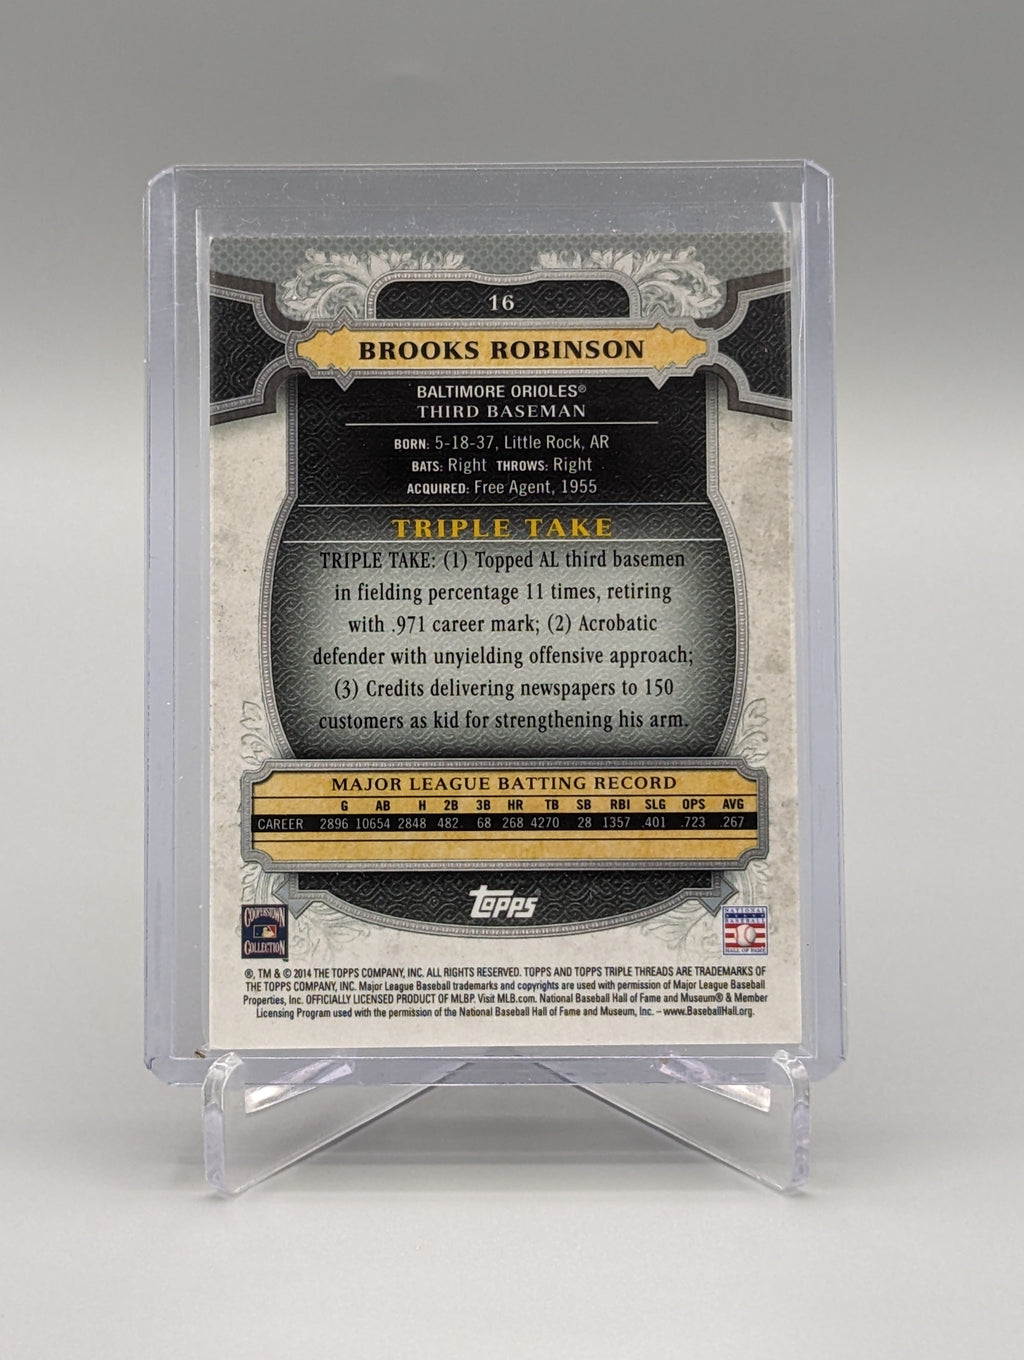 16
BROOKS ROBINSON
BALTIMORE ORIOLES®
THIRD BASEMAN
BORN: 5-18-37, Little Rock, AR
BATS: Right THROWS: Right
ACQUIRED: Free Agent, 1955
TRIPLE TAKE
TRIPLE TAKE: (1) Topped AL third basemen
in fielding percentage 11 times, retiring
with .971 career mark; (2) Acrobatic
defender with unyielding offensive approach;
(3) Credits delivering newspapers to 150
customers as kid for strengthening his arm.
MAJOR LEAGUE BATTING RECORD
G AB H 2B 3B HR TB SB RBI SLG OPS AVG
CAREER 2896 10654 2848 482 68 268 4270 28 1357 .401 .723 .267
Topps
COOPERSTOWN
COLLECTION
NATIONAL
BASEBALL
HALL OF FAME
®, TM & © 2014 THE TOPPS COMPANY, INC. ALL RIGHTS RESERVED. TOPPS AND TOPPS TRIPLE THREADS ARE TRADEMARKS OF
THE TOPPS COMPANY, INC. Major League Baseball trademarks and copyrights are used with permission of Major League Baseball
Properties, Inc. OFFICIALLY LICENSED PRODUCT OF MLBP. Visit MLB.com. National Baseball Hall of Fame and Museum® & Member
Licensing Program used with the permission of the National Baseball Hall of Fame and Museum, Inc. – www.BaseballHall.org.